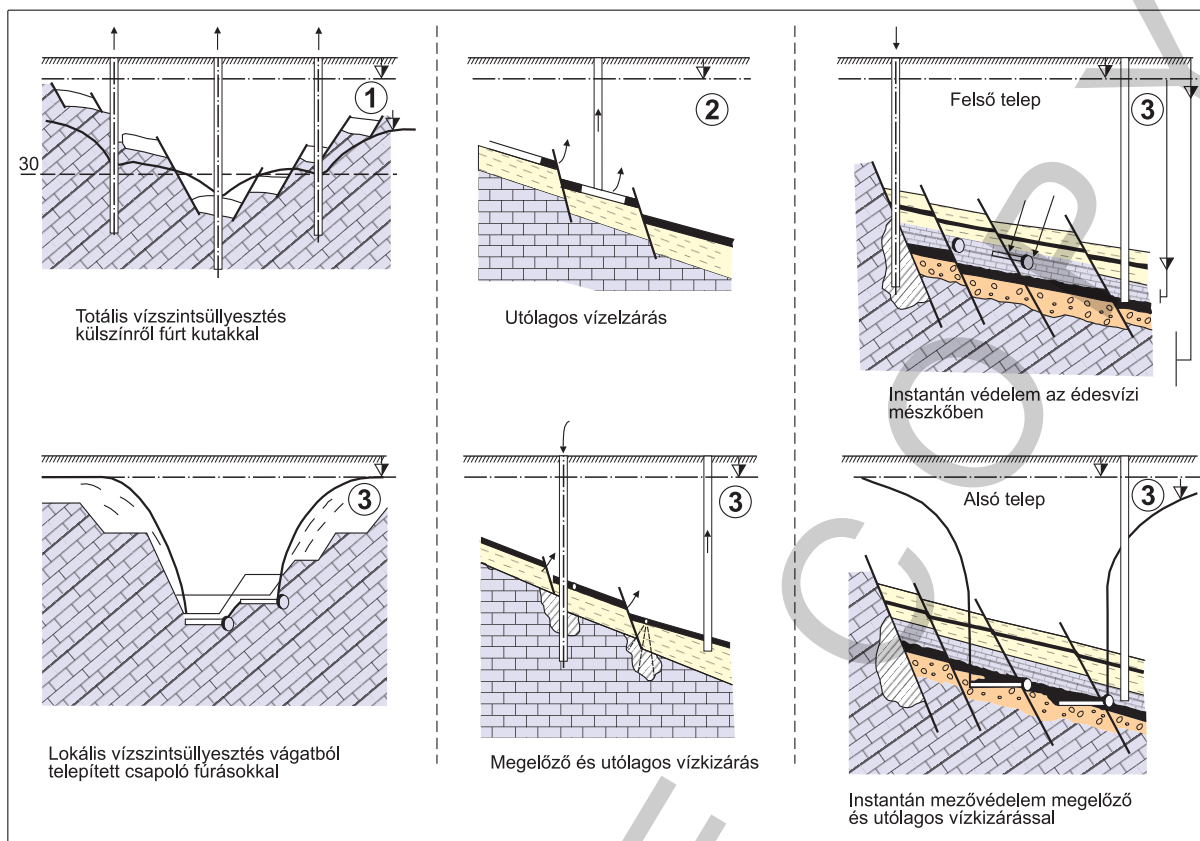 1
30
Totális vízszintsüllyesztés
külszínről fúrt kutakkal
2
Utólagos vízelzárás
Felső telep
3
Instantán védelem az édesvízi
mészkőben
3
Lokális vízszintsüllyesztés vágatból
telepített csapoló fúrásokkal
3
Megelőző és utólagos vízkizárás
Alsó telep
3
Instantán mezővédelem megelőző
és utólagos vízkizárással
COPY